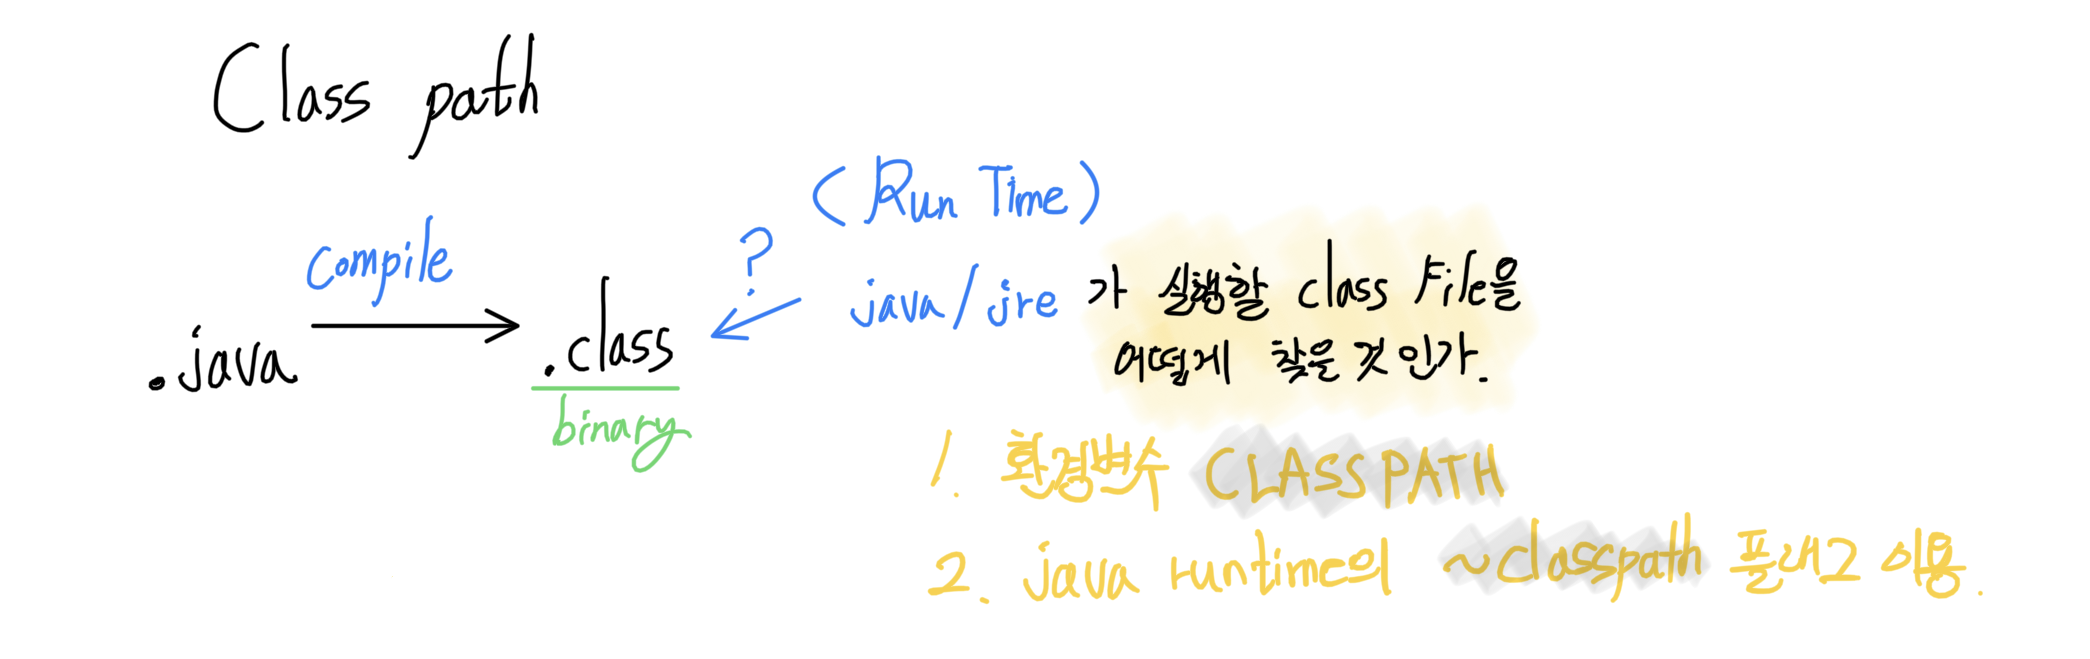 Class path
(Run Time)
compile
?
java/jre 가 실행할 class File을
어떻게 찾을 것 인가.
.java
.class
binary
1. 환경변수 CLASSPATH
2. java runtime의 ~classpath 플래그 이용.